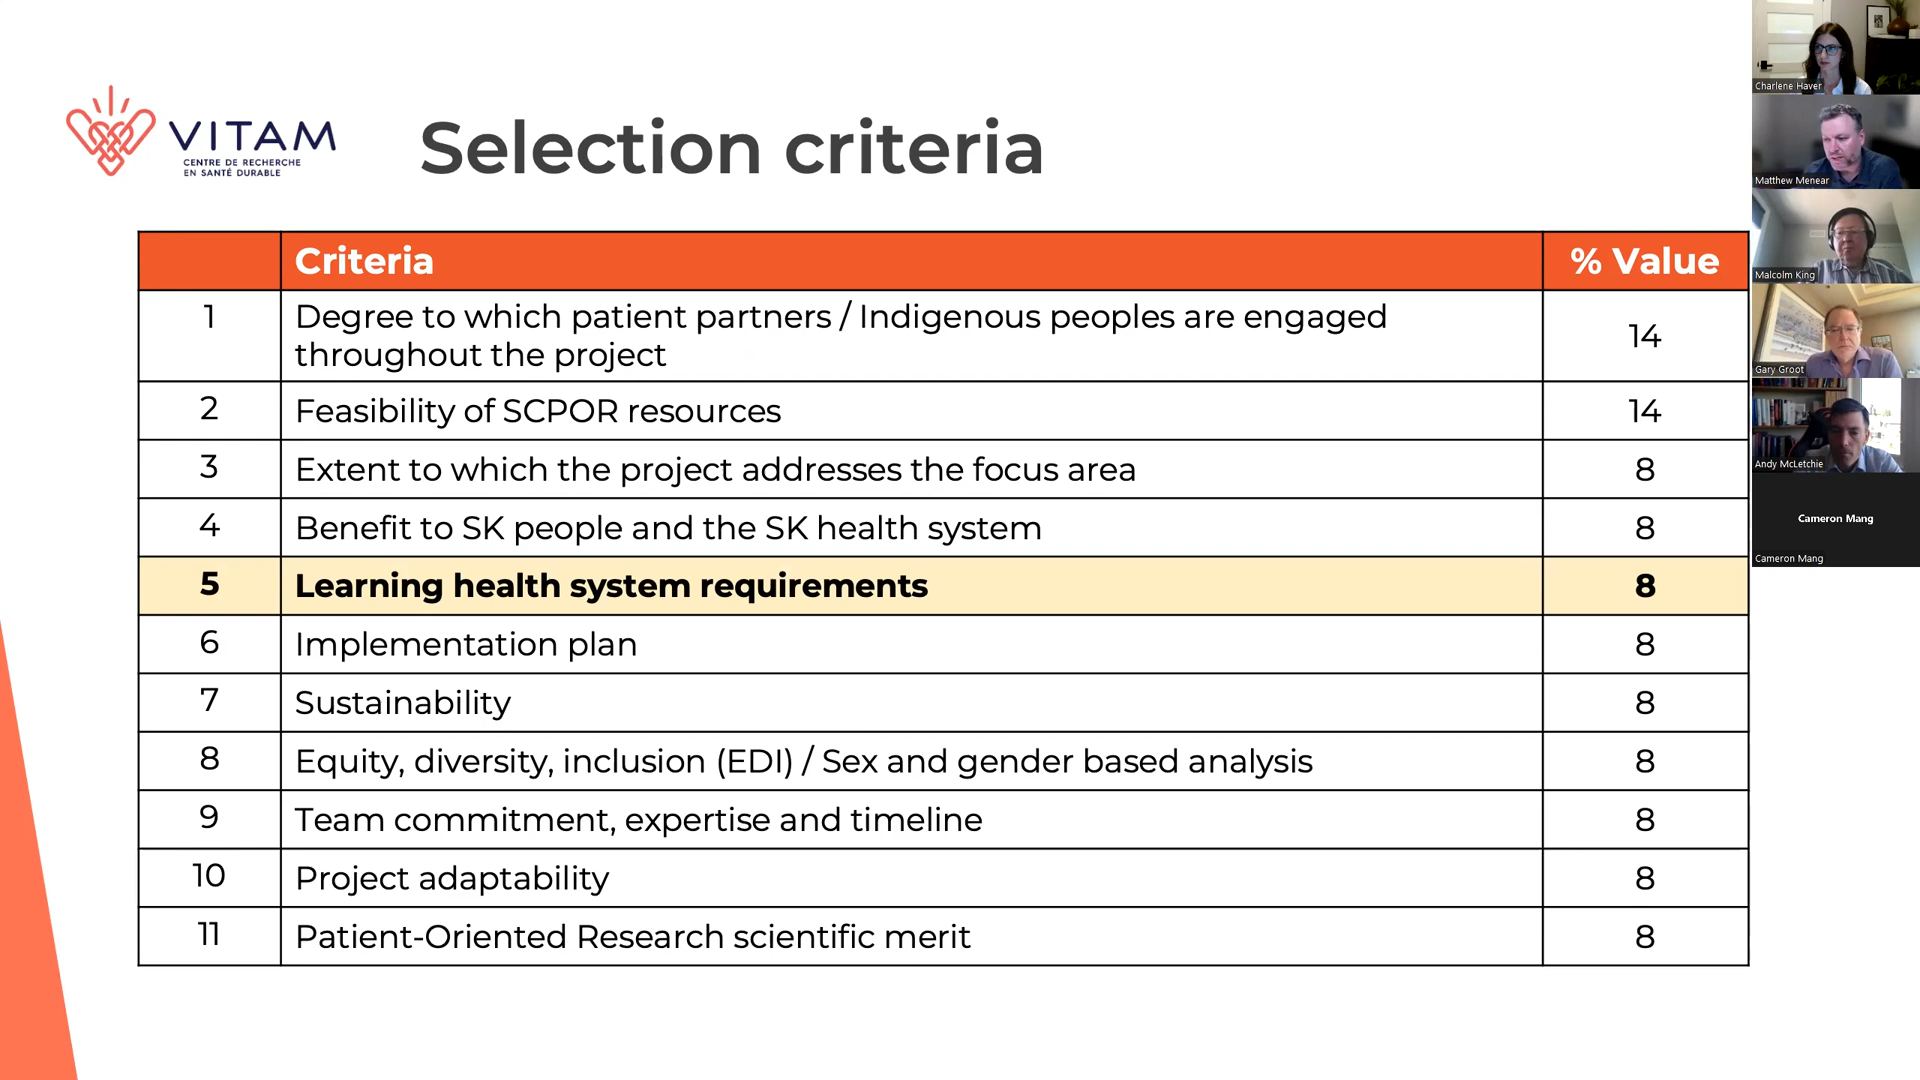 VITAM
CENTRE DE RECHERCHE
EN SANTÉ DURABLE
Selection criteria
Criteria % Value
1 Degree to which patient partners / Indigenous peoples are engaged
throughout the project 14
2 Feasibility of SCPOR resources 14
3 Extent to which the project addresses the focus area 8
4 Benefit to SK people and the SK health system 8
5 Learning health system requirements 8
6 Implementation plan 8
7 Sustainability 8
8 Equity, diversity, inclusion (EDI) / Sex and gender based analysis 8
9 Team commitment, expertise and timeline 8
10 Project adaptability 8
11 Patient-Oriented Research scientific merit 8
Charlene Haver
Matthew Menear
Malcolm King
Gary Groot
Andy McLetchie
Cameron Mang
Cameron Mang